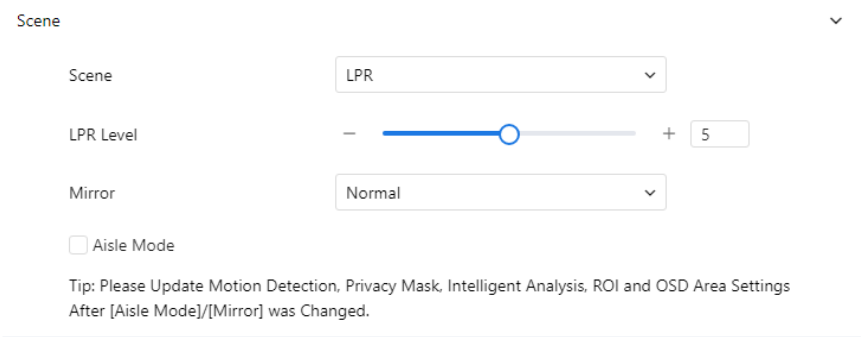 Scene
Scene LPR
LPR Level − + 5
Mirror Normal
Aisle Mode
Tip: Please Update Motion Detection, Privacy Mask, Intelligent Analysis, ROI and OSD Area Settings
After [Aisle Mode]/[Mirror] was Changed.